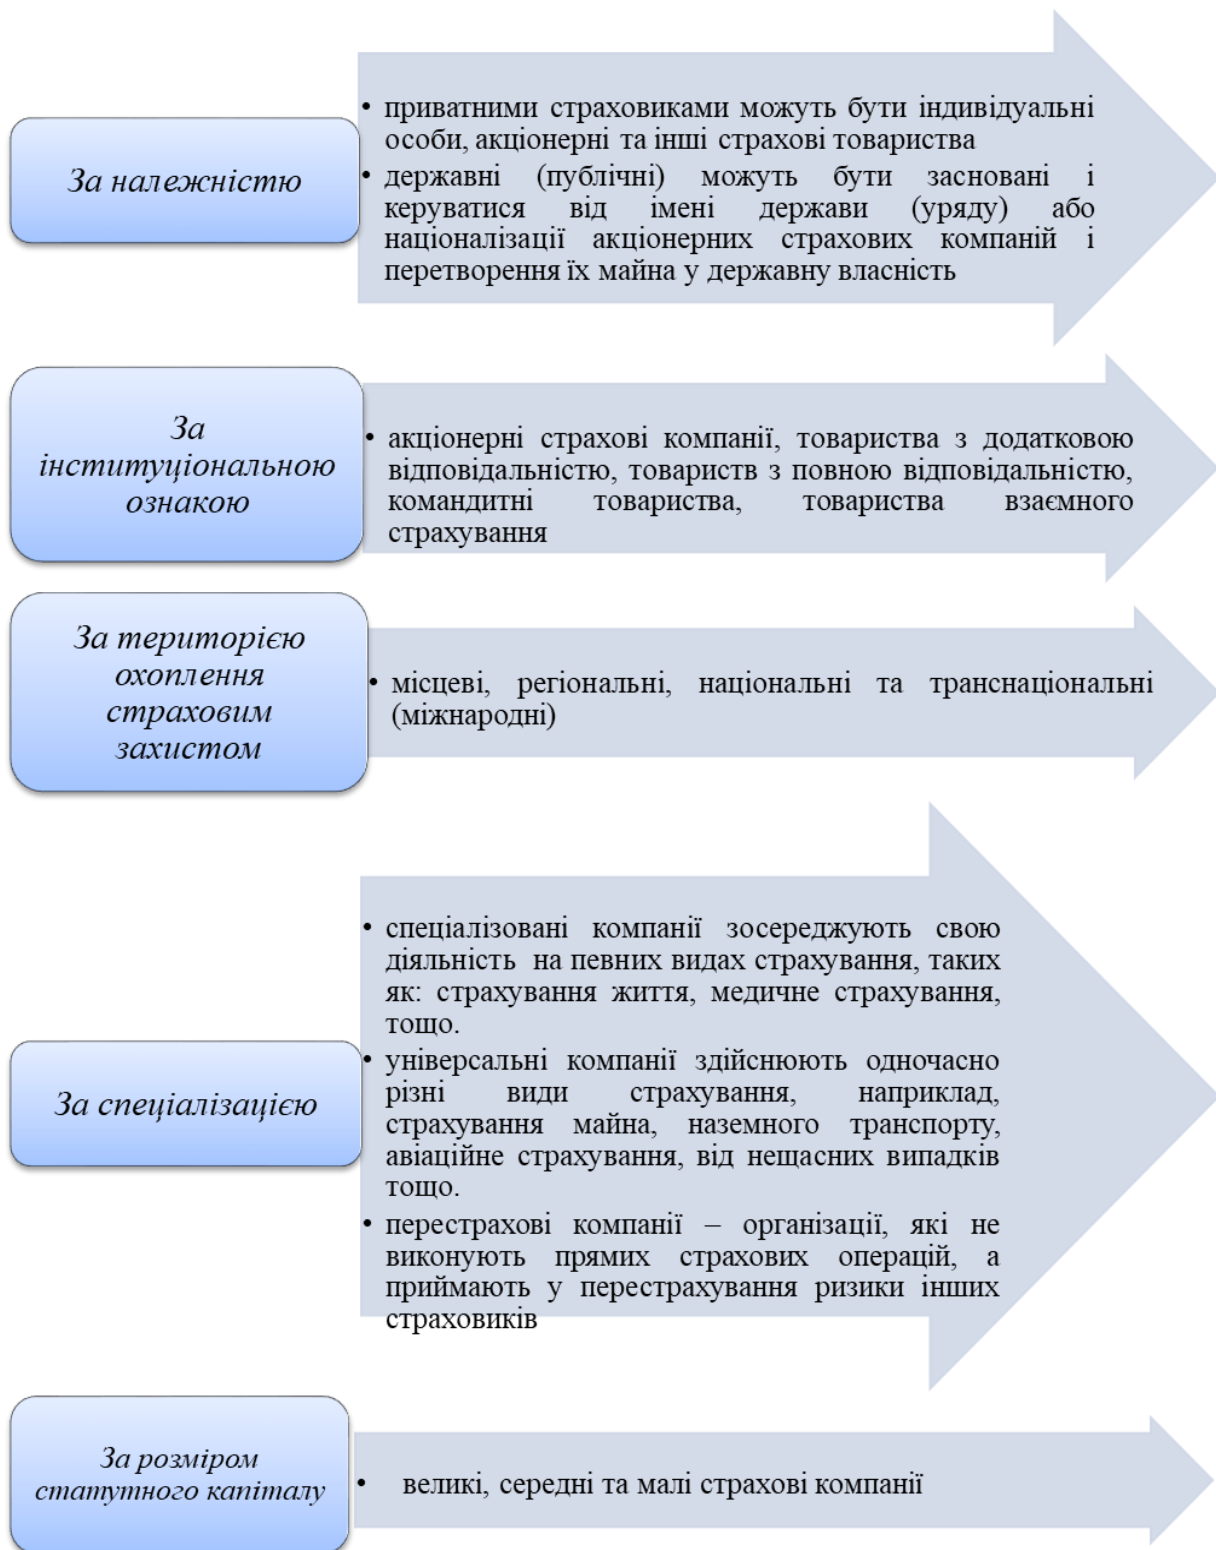 За належністю
• приватними страховиками можуть бути індивідуальні
особи, акціонерні та інші страхові товариства
• державні (публічні) можуть бути засновані і
керуватися від імені держави (уряду) або
націоналізації акціонерних страхових компаній і
перетворення їх майна у державну власність
За
інституціональною
ознакою
• акціонерні страхові компанії, товариства з додатковою
відповідальністю, товариств з повною відповідальністю,
командитні товариства, товариства взаємного
страхування
За територією
охоплення
страховим
захистом
• місцеві, регіональні, національні та транснаціональні
(міжнародні)
За спеціалізацією
• спеціалізовані компанії зосереджують свою
діяльність на певних видах страхування, таких
як: страхування життя, медичне страхування,
тощо.
• універсальні компанії здійснюють одночасно
різні види страхування, наприклад,
страхування майна, наземного транспорту,
авіаційне страхування, від нещасних випадків
тощо.
• перестрахові компанії – організації, які не
виконують прямих страхових операцій, а
приймають у перестрахування ризики інших
страховиків
За розміром
статутного капіталу
• великі, середні та малі страхові компанії